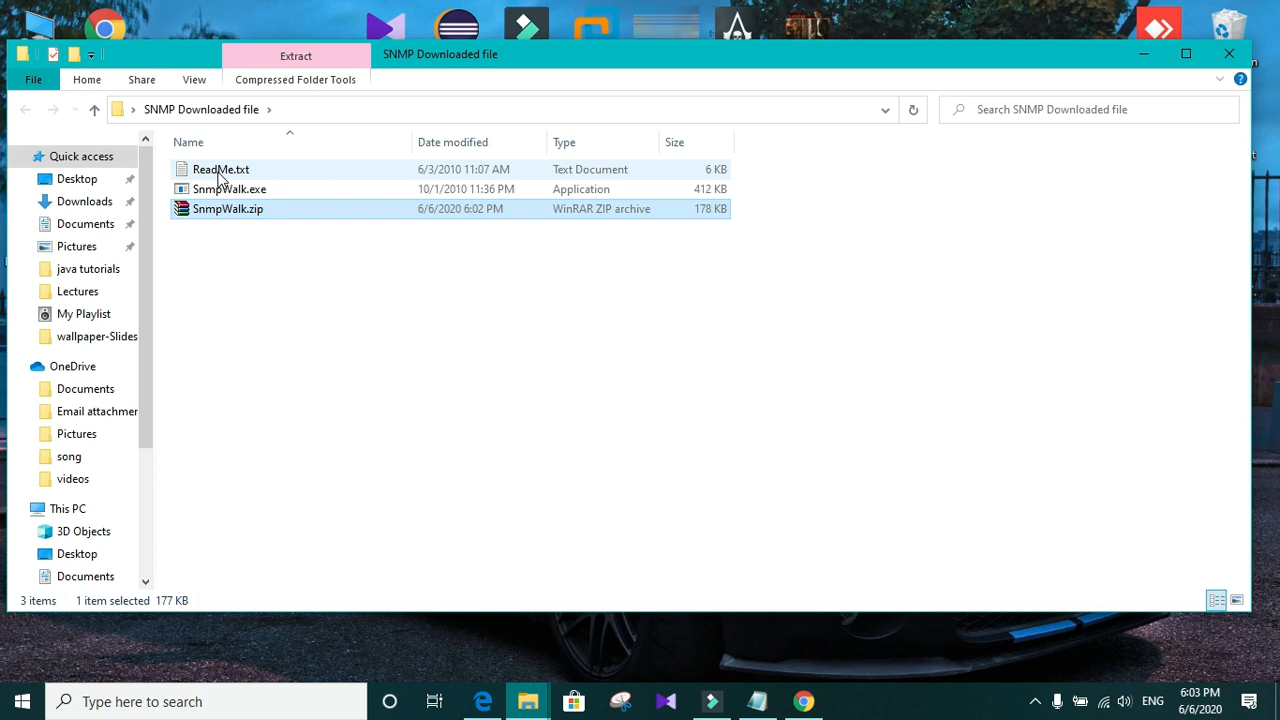 Extract
SNMP Downloaded file
File
Home
Share
View
Compressed Folder Tools
SNMP Downloaded file
Search SNMP Downloaded file
Name
Date modified
Type
Size
ReadMe.txt
6/3/2010 11:07 AM
Text Document
6 KB
SnmpWalk.exe
10/1/2010 11:36 PM
Application
412 KB
SnmpWalk.zip
6/6/2020 6:02 PM
WinRAR ZIP archive
178 KB
Quick access
Desktop
Downloads
Documents
Pictures
java tutorials
Lectures
My Playlist
wallpaper-Slides
OneDrive
Documents
Email attachmer
Pictures
song
videos
This PC
3D Objects
Desktop
Documents
3 items
1 item selected 177 KB
Type here to search
ENG
6:03 PM
6/6/2020